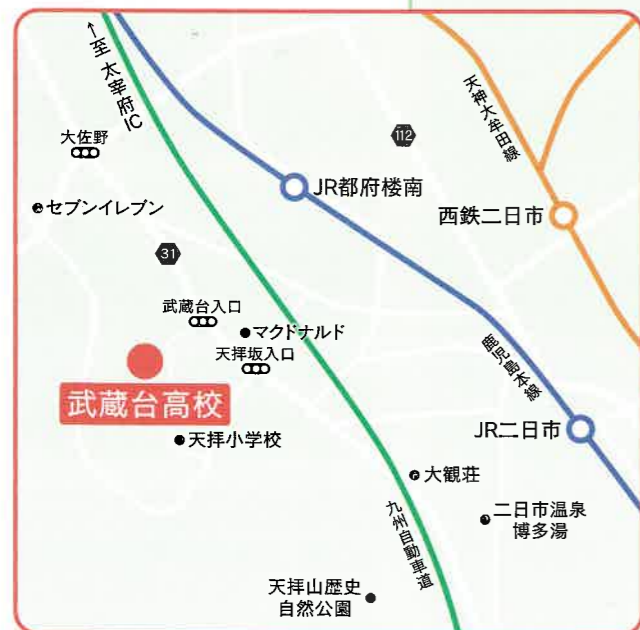 ←至 太宰府IC
大佐野
セブンイレブン
112
天神大牟田線
JR都府楼南
西鉄二日市
31
武蔵台入口
マクドナルド
天拝坂入口
鹿児島本線
武蔵台高校
天拝小学校
JR二日市
大観荘
二日市温泉
博多湯
九州自動車道
天拝山歴史
自然公園